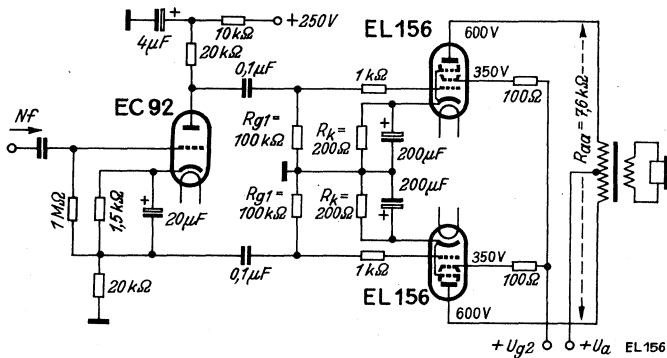 +250V
4µF
+
10kΩ
20kΩ
0,1µF
EC92
Nf
1MΩ
1,5kΩ
+
20µF
20kΩ
0,1µF
Rg1=
100kΩ
Rg1=
100kΩ
Rk=
200Ω
Rk=
200Ω
+
200µF
200µF
+
1kΩ
1kΩ
EL156
600V
350V
100Ω
Raa = 7,6 kΩ
350V
100Ω
EL156
600V
+Ug2
+Ua
EL156